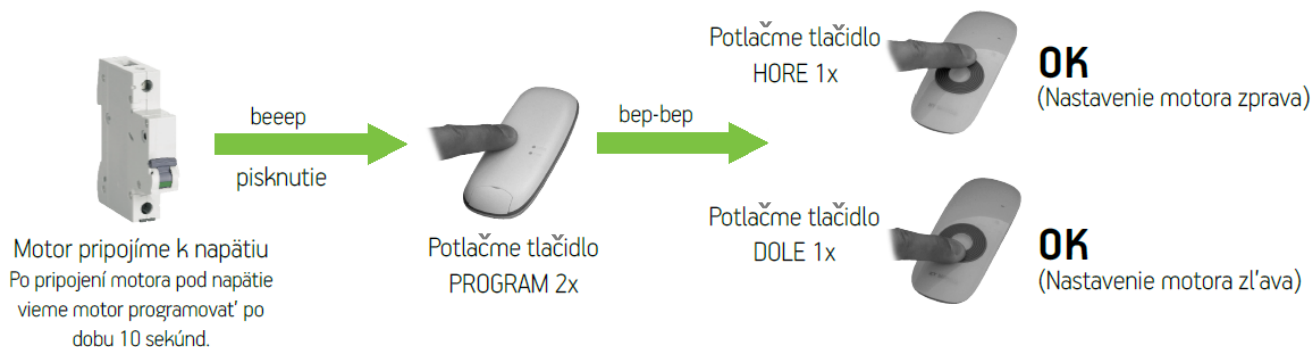 Motor pripojíme k napätiu
Po pripojení motora pod napätie
vieme motor programovať po
dobu 10 sekúnd.
beeep
pisknutie
Potlačme tlačidlo
PROGRAM 2x
bep-bep
Potlačme tlačidlo
HORE 1x
OK
(Nastavenie motora zprava)
Potlačme tlačidlo
DOLE 1x
OK
(Nastavenie motora zľava)